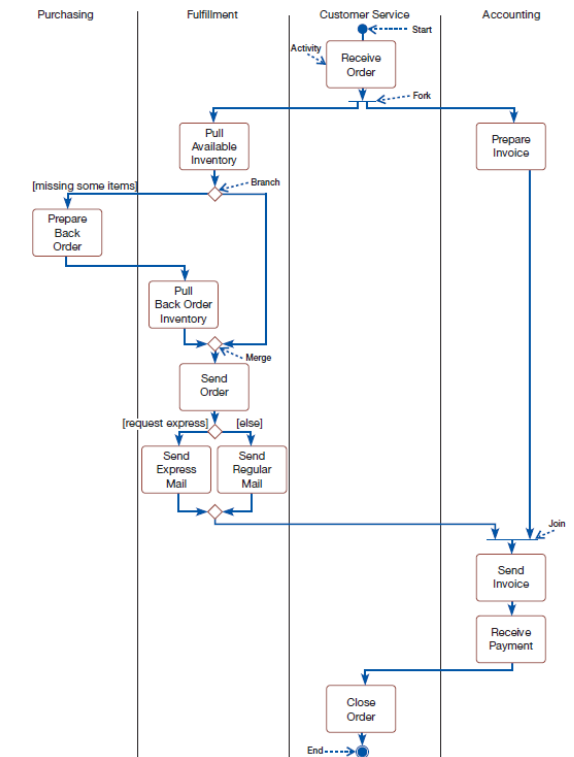 Purchasing
Fulfillment
Customer Service
Accounting
Start
Activity
Receive
Order
Fork
Pull
Available
Inventory
Prepare
Invoice
Branch
[missing some items]
Prepare
Back
Order
Pull
Back Order
Inventory
Merge
Send
Order
[request express]
[else]
Send
Express
Mail
Send
Regular
Mail
Join
Send
Invoice
Receive
Payment
Close
Order
End